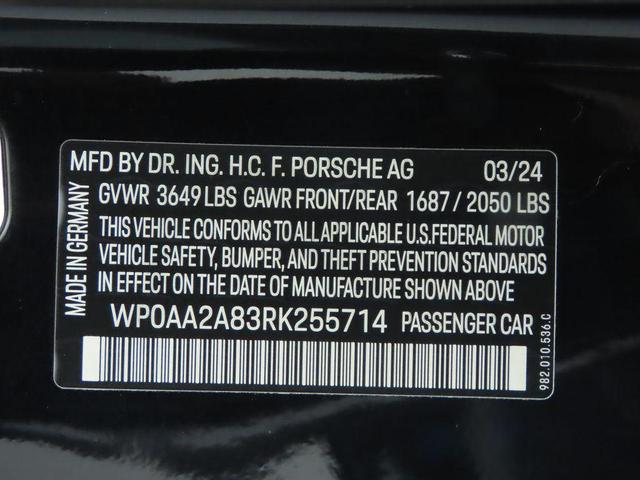 MFD BY DR. ING. H.C. F. PORSCHE AG 03/24
GVWR 3649 LBS GAWR FRONT/REAR 1687 / 2050 LBS
THIS VEHICLE CONFORMS TO ALL APPLICABLE U.S.FEDERAL MOTOR
VEHICLE SAFETY, BUMPER, AND THEFT PREVENTION STANDARDS
IN EFFECT ON THE DATE OF MANUFACTURE SHOWN ABOVE.
WP0AA2A83RK255714 PASSENGER CAR
MADE IN GERMANY
982.010.536.C